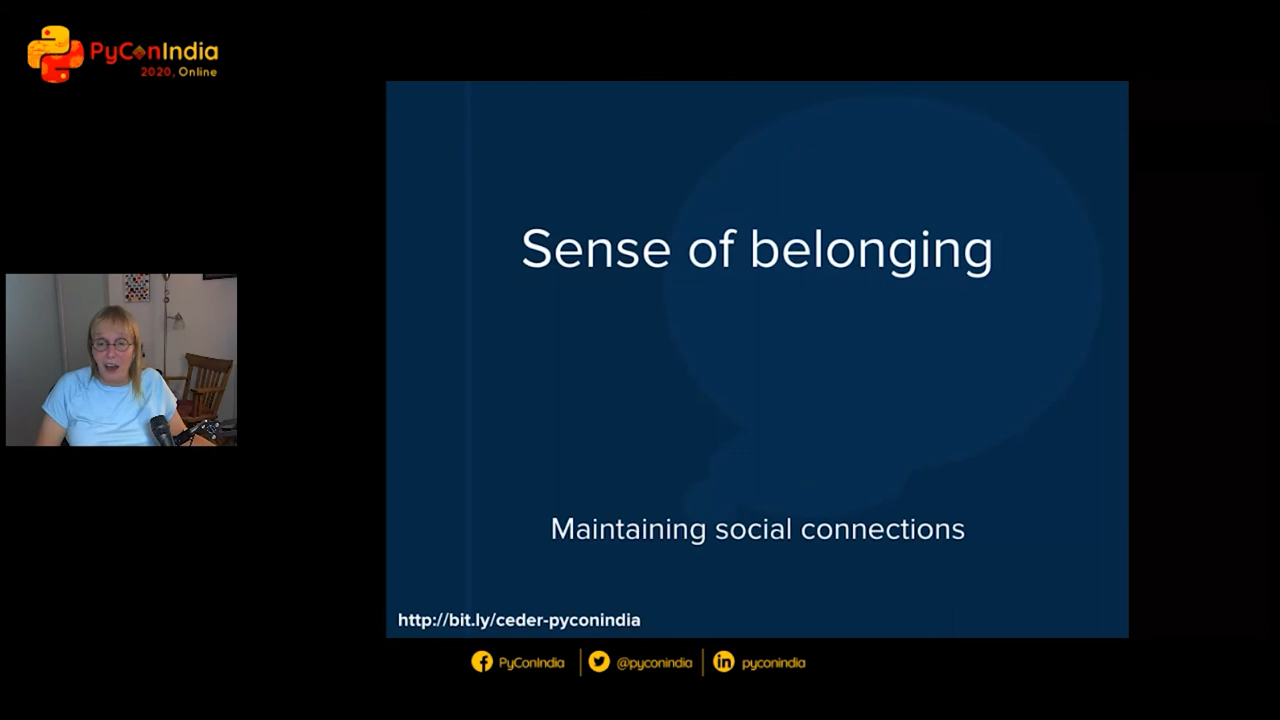 PyConIndia
2020, Online
Sense of belonging
Maintaining social connections
http://bit.ly/ceder-pyconindia
PyConIndia
@pyconindia
pyconindia